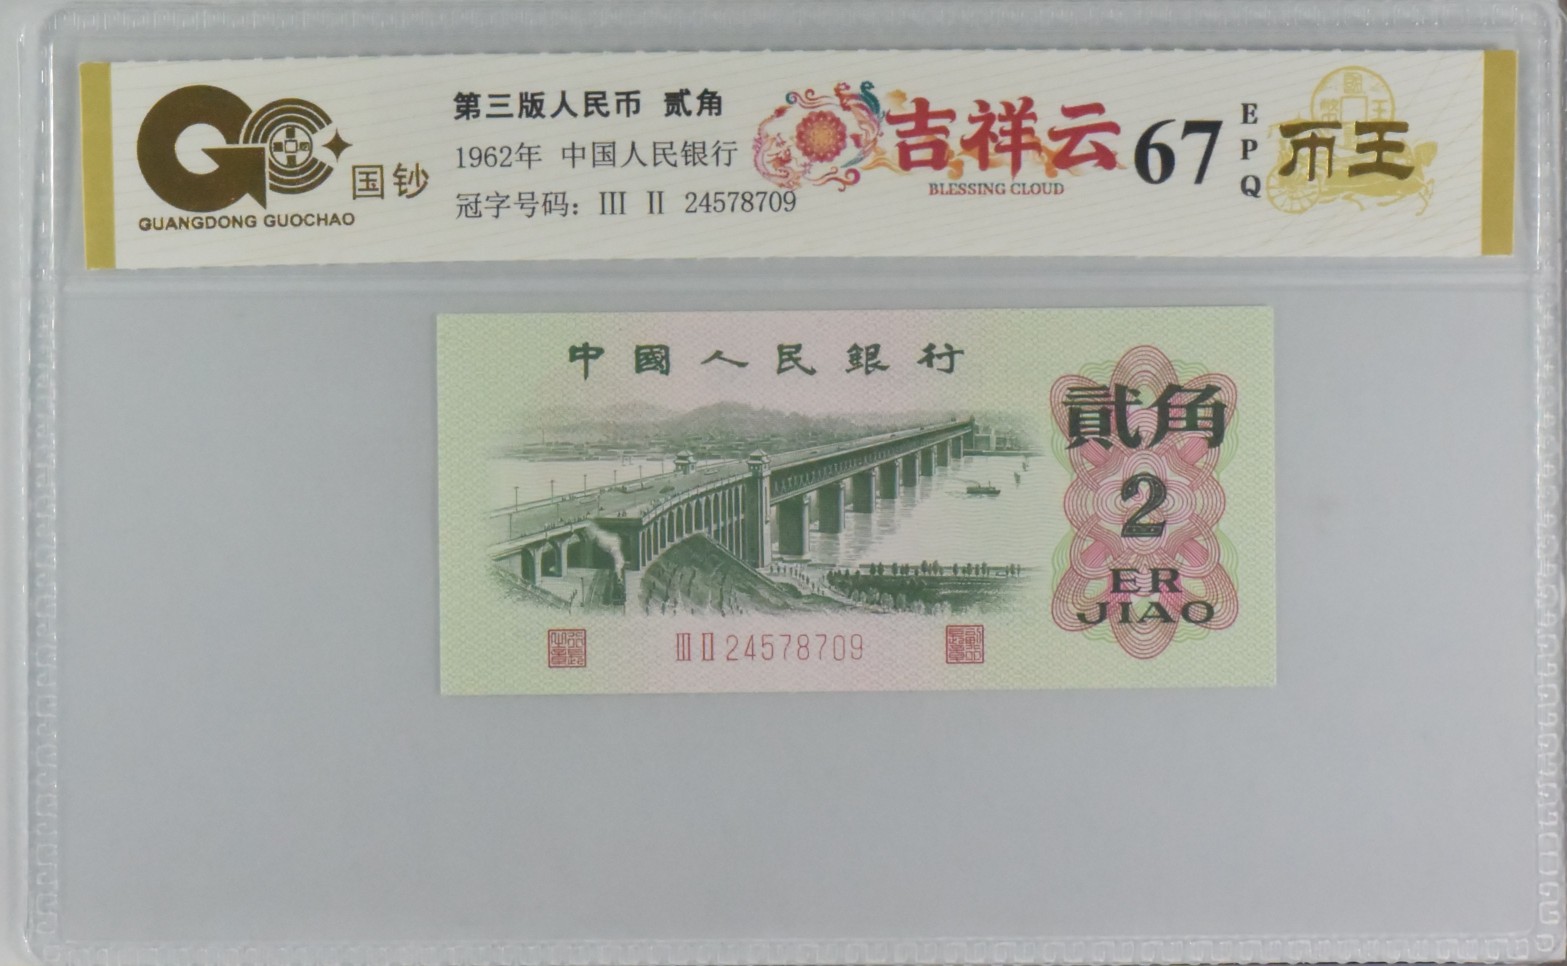 国钞
GUANGDONG GUOCHAO
第三版人民币 贰角
1962年 中国人民银行
冠字号码：III II 24578709
吉祥云
BLESSING CLOUD
67
EPQ
币王
中國人民銀行
貳角
2
ER
JIAO
III II 24578709